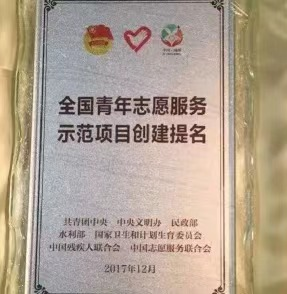 全国青年志愿服务
示范项目创建提名
共青团中央 中央文明办 民政部
水利部 国家卫生和计划生育委员会
中国残疾人联合会 中国志愿服务联合会
2017年12月